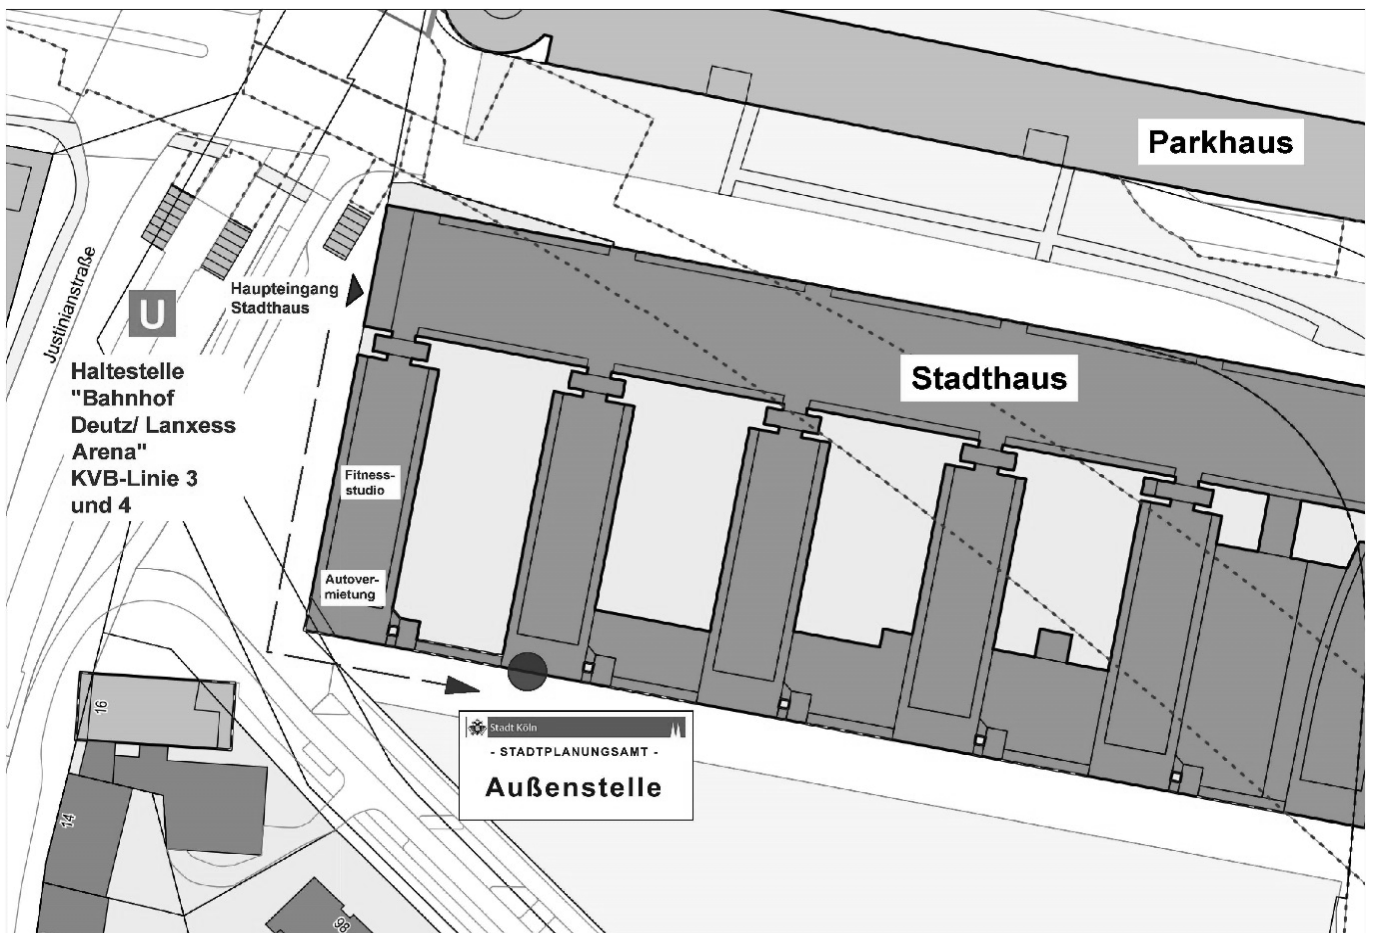 Parkhaus
Justinianstraße
Haupteingang
Stadthaus
U
Haltestelle
"Bahnhof
Deutz/ Lanxess
Arena"
KVB-Linie 3
und 4
Stadthaus
Fitness-
studio
Autover-
mietung
Stadt Köln
- STADTPLANUNGSAMT -
Außenstelle
16
14
98